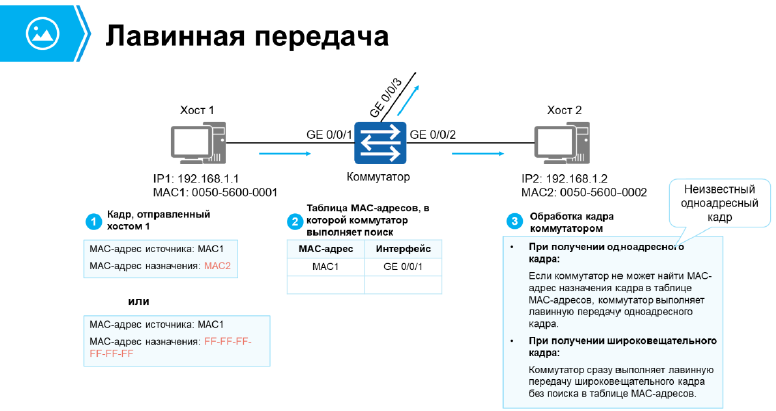 Лавинная передача
GE 0/0/3
Хост 1
Хост 2
GE 0/0/1
GE 0/0/2
Коммутатор
IP1: 192.168.1.1
MAC1: 0050-5600-0001
IP2: 192.168.1.2
MAC2: 0050-5600-0002
Неизвестный
одноадресный
кадр
1
Кадр, отправленный
хостом 1
MAC-адрес источника: MAC1
MAC-адрес назначения: MAC2
или
MAC-адрес источника: MAC1
MAC-адрес назначения: FF-FF-FF-
FF-FF-FF
2
Таблица MAC-адресов, в
которой коммутатор
выполняет поиск
MAC-адрес Интерфейс
MAC1 GE 0/0/1
3
Обработка кадра
коммутатором
• При получении одноадресного
кадра:
Если коммутатор не может найти MAC-
адрес назначения кадра в таблице
MAC-адресов, коммутатор выполняет
лавинную передачу одноадресного
кадра.
• При получении широковещательного
кадра:
Коммутатор сразу выполняет лавинную
передачу широковещательного кадра
без поиска в таблице MAC-адресов.